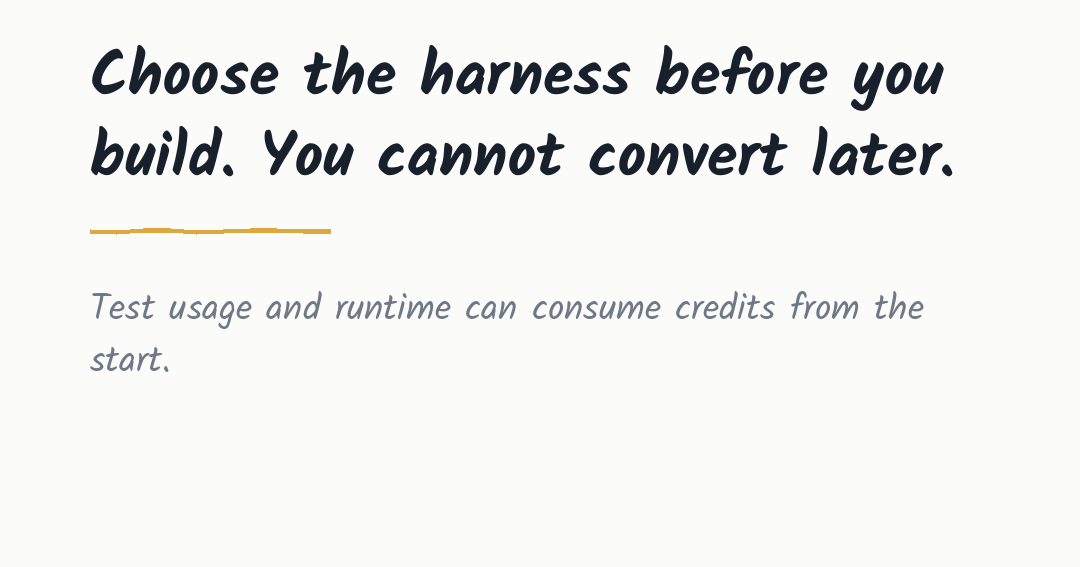 Choose the harness before you
build. You cannot convert later.
Test usage and runtime can consume credits from the
start.